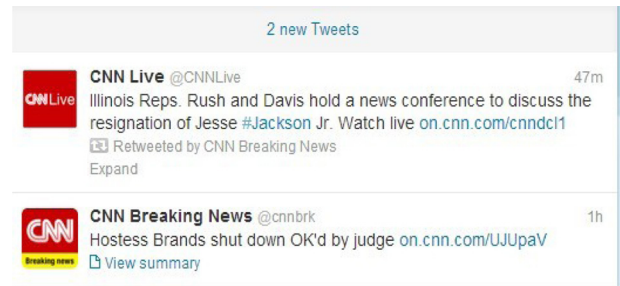 2 new Tweets
CNN Live
CNN Live @CNNLive 47m
Illinois Reps. Rush and Davis hold a news conference to discuss the
resignation of Jesse #Jackson Jr. Watch live on.cnn.com/cnndcl1
Retweeted by CNN Breaking News
Expand
CNN
Breaking news
CNN Breaking News @cnnbrk 1h
Hostess Brands shut down OK'd by judge on.cnn.com/UJUpaV
View summary